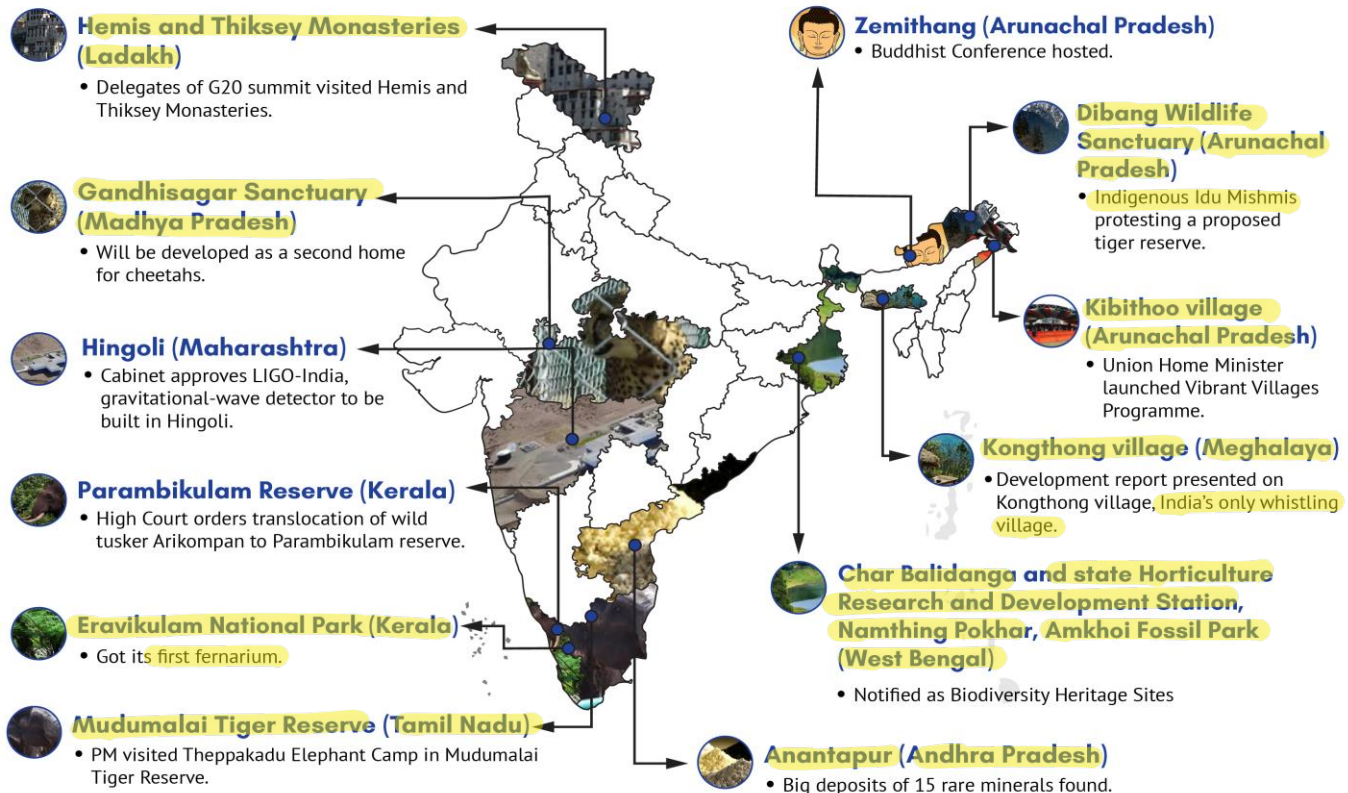 Hemis and Thiksey Monasteries
(Ladakh)
• Delegates of G20 summit visited Hemis and
Thiksey Monasteries.
Gandhisagar Sanctuary
(Madhya Pradesh)
• Will be developed as a second home
for cheetahs.
Hingoli (Maharashtra)
• Cabinet approves LIGO-India,
gravitational-wave detector to be
built in Hingoli.
Parambikulam Reserve (Kerala)
• High Court orders translocation of wild
tusker Arikompan to Parambikulam reserve.
Eravikulam National Park (Kerala)
• Got its first fernarium.
Mudumalai Tiger Reserve (Tamil Nadu)
• PM visited Theppakadu Elephant Camp in Mudumalai
Tiger Reserve.
Zemithang (Arunachal Pradesh)
• Buddhist Conference hosted.
Dibang Wildlife
Sanctuary (Arunachal
Pradesh)
• Indigenous Idu Mishmis
protesting a proposed
tiger reserve.
Kibithoo village
(Arunachal Pradesh)
• Union Home Minister
launched Vibrant Villages
Programme.
Kongthong village (Meghalaya)
• Development report presented on
Kongthong village, India's only whistling
village.
Char Balidanga and state Horticulture
Research and Development Station,
Namthing Pokhar, Amkhoi Fossil Park
(West Bengal)
• Notified as Biodiversity Heritage Sites
Anantapur (Andhra Pradesh)
• Big deposits of 15 rare minerals found.